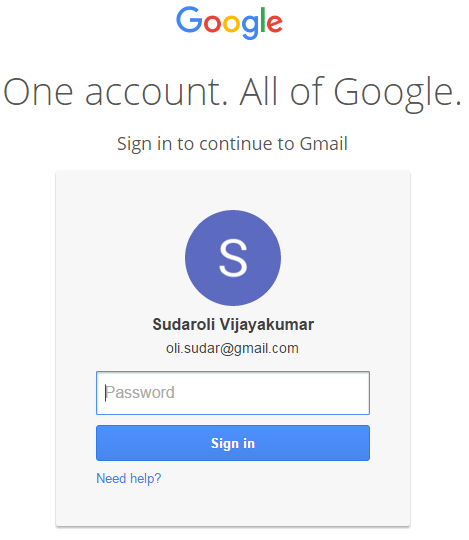 Google
One account. All of Google.
Sign in to continue to Gmail
S
Sudaroli Vijayakumar
oli.sudar@gmail.com
Password
Sign in
Need help?